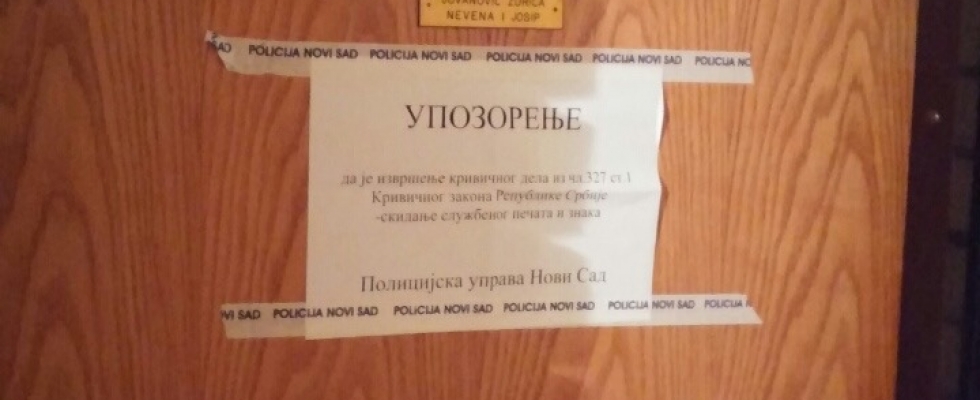 JOVANOVIĆ ZORICA
NEVENA I JOSIP
SAD POLICIJA NOVI SAD POLICIJA NOVI SAD POLICIJA NOVI SAD POLICIJA NOVI SAD POLICIJA NO
УПОЗОРЕЊЕ
да је извршење кривичног дела из чл.327 ст.1
Кривичног закона Републике Србије
-скидање службеног печата и знака
Полицијска управа Нови Сад
VI SAD POLICIJA NOVI SAD POLICIJA NOVI SAD POLICIJA NOVI SAD POLICIJA NOVI SAD POLICIJA